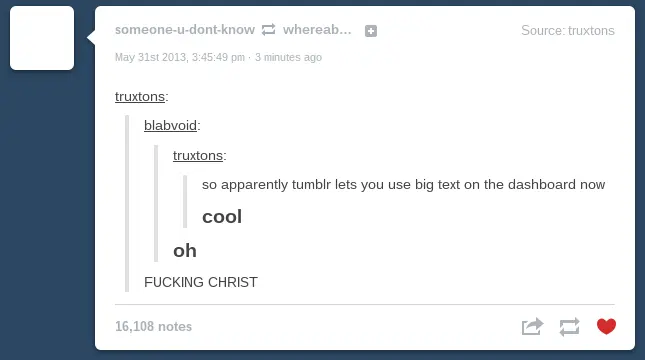 someone-u-dont-know whereab... Source: truxtons
May 31st 2013, 3:45:49 pm · 3 minutes ago
truxtons:
blabvoid:
truxtons:
so apparently tumblr lets you use big text on the dashboard now
cool
oh
FUCKING CHRIST
16,108 notes